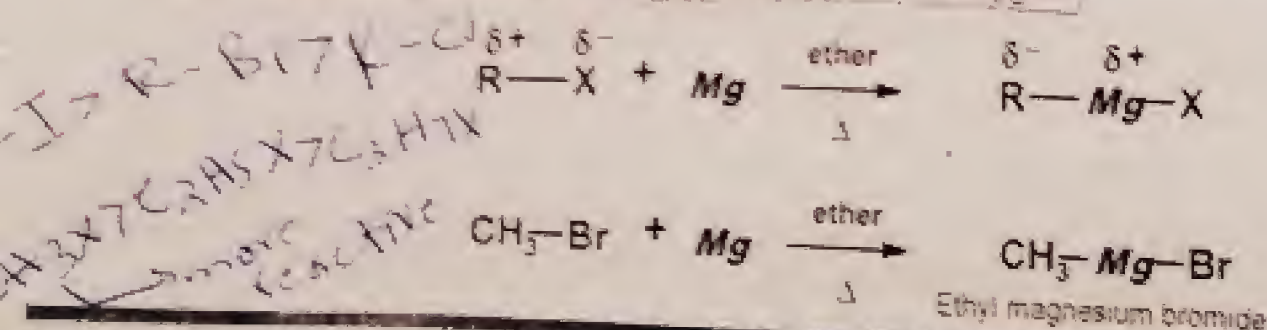 -I > R-Br > R-Cl
CH3X > C2H5X > C3H7X
more
reactive
δ+ δ-
R—X + Mg ether Δ → δ- δ+ R—Mg—X
CH3–Br + Mg ether Δ → CH3–Mg–Br
Ethyl magnesium bromide